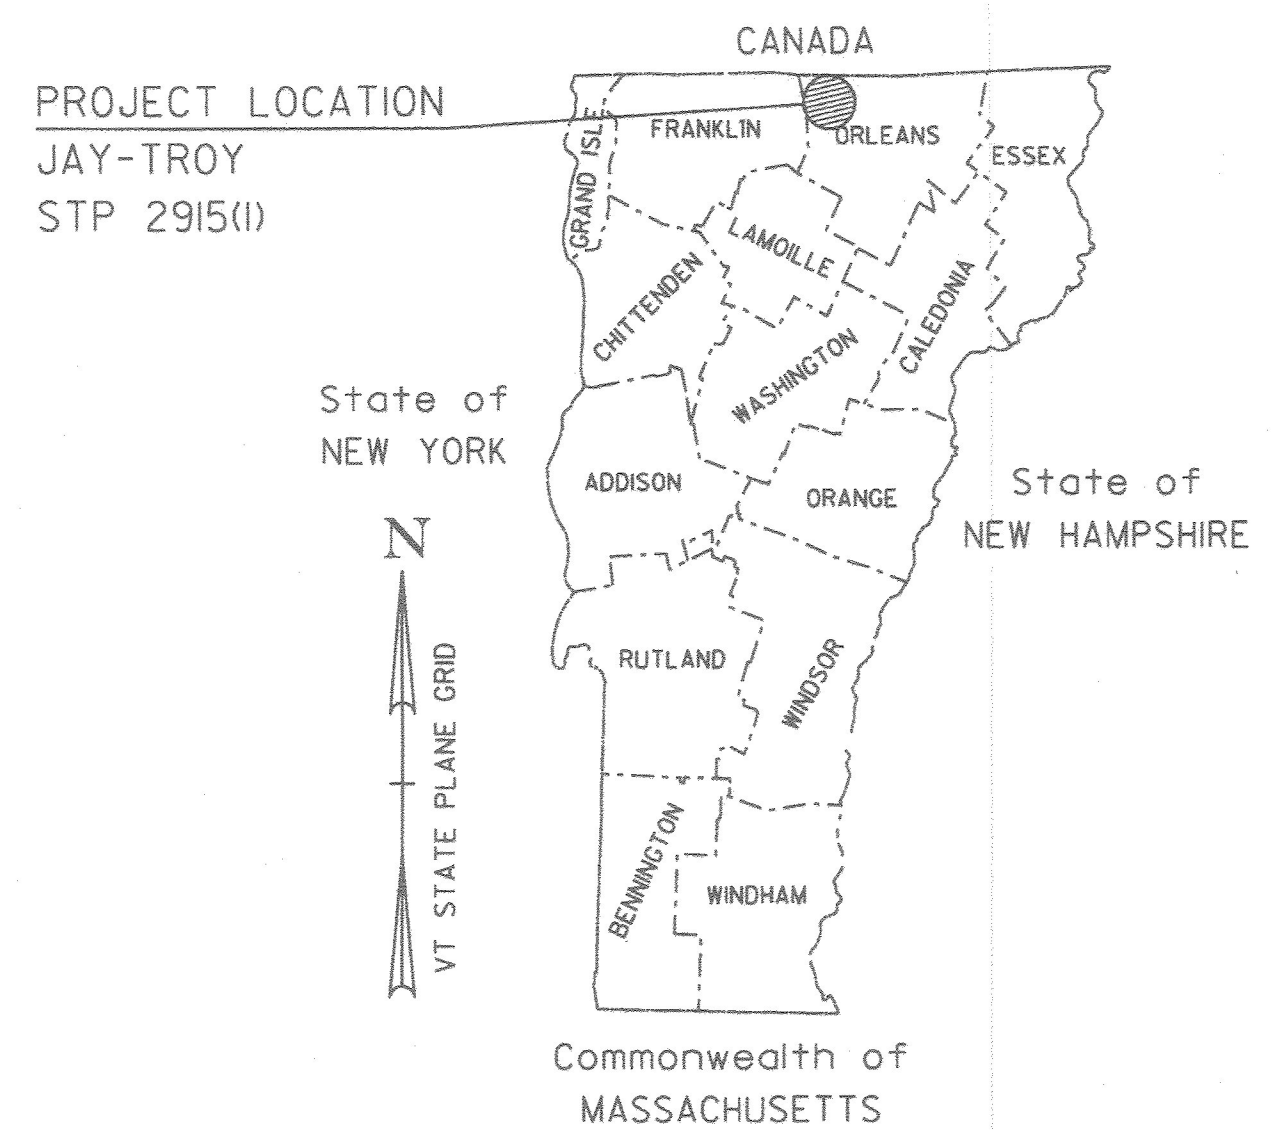 CANADA
PROJECT LOCATION
JAY-TROY
STP 2915(1)
GRAND ISLE
FRANKLIN
ORLEANS
ESSEX
LAMOILLE
CHITTENDEN
CALEDONIA
WASHINGTON
State of
NEW YORK
ADDISON
ORANGE
State of
NEW HAMPSHIRE
N
VT STATE PLANE GRID
RUTLAND
WINDSOR
BENNINGTON
WINDHAM
Commonwealth of
MASSACHUSETTS